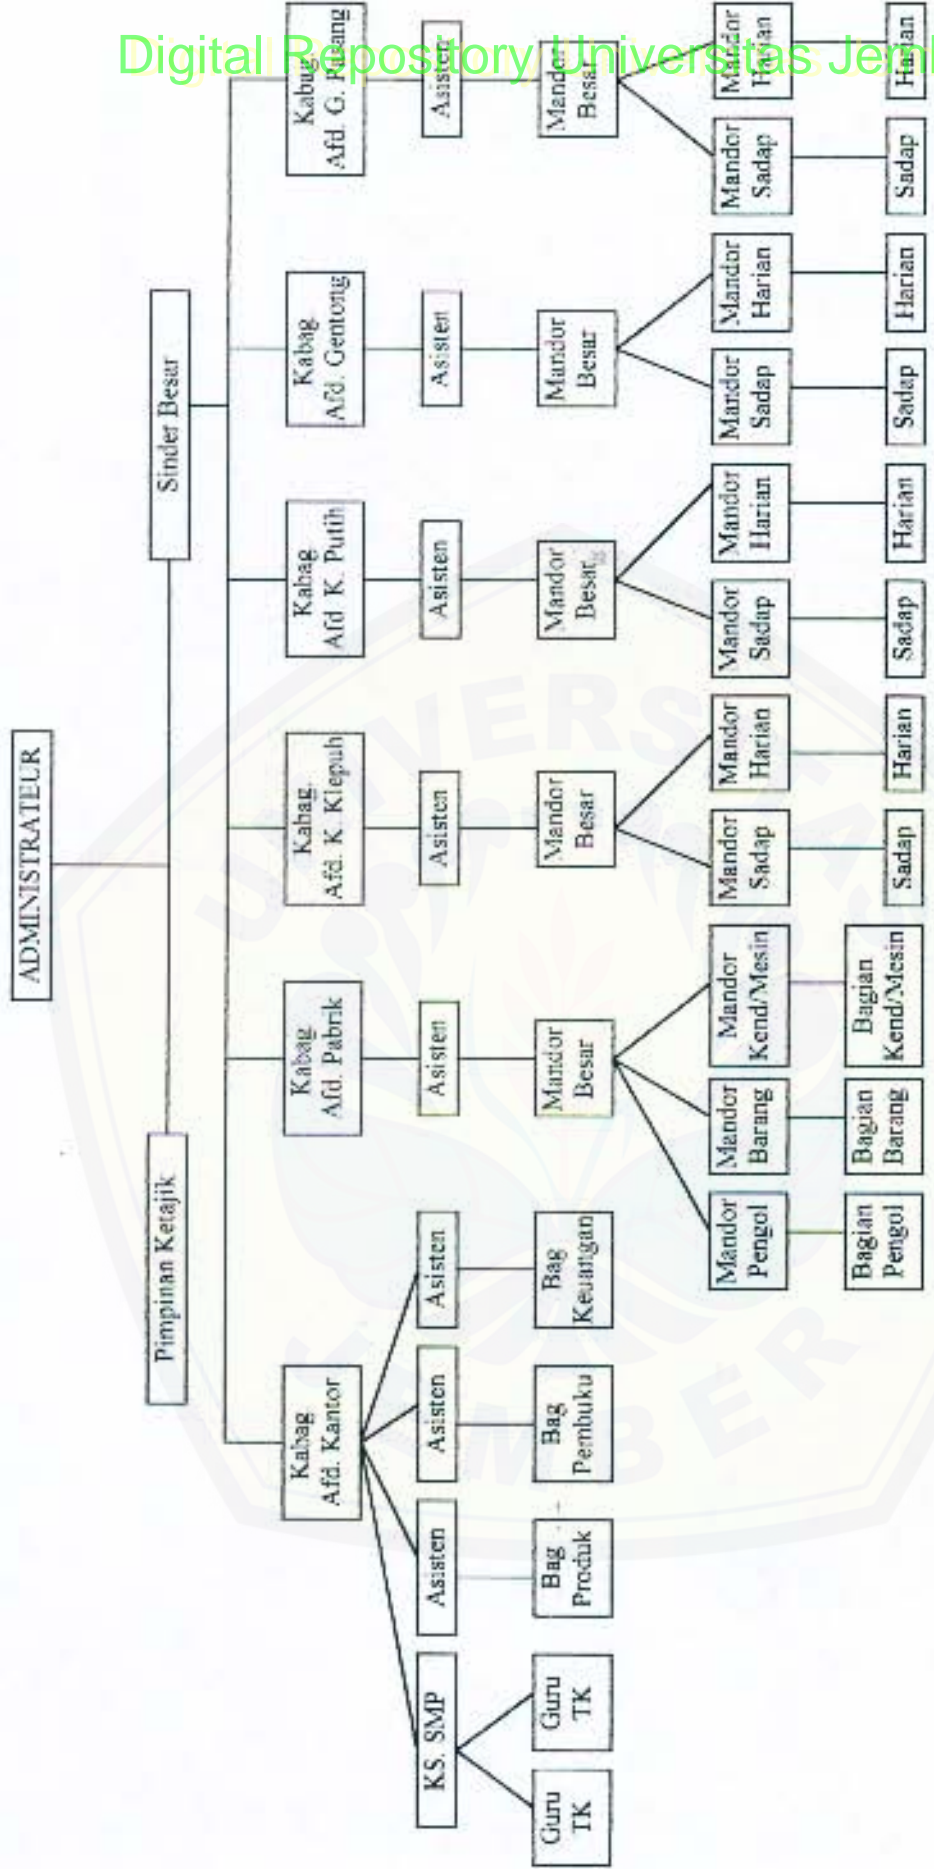 Digital Repository Universitas Jem
ADMINISTRATEUR
Pimpinan Ketajik
Sinder Besar
Kabag
Afd. Kantor
Kabag
Afd. Pabrik
Kabag
Afd. K. Klepuh
Kabag
Afd K. Putih
Kabag
Afd. Gentong
Kabag
Afd. G.
KS. SMP
Asisten
Asisten
Asisten
Asisten
Asisten
Asisten
Asisten
Asisten
Guru
TK
Guru
TK
Bag
Produk
Bag
Pembuku
Bag
Keuangan
Mandor
Besar
Mandor
Besar
Mandor
Besar
Mandor
Besar
Mandor
Besar
Mandor
Pengol
Mandor
Barang
Mandor
Kend/Mesin
Mandor
Sadap
Mandor
Harian
Mandor
Sadap
Mandor
Harian
Mandor
Sadap
Mandor
Harian
Mandor
Sadap
Mandor
Harian
Bagian
Pengol
Bagian
Barang
Bagian
Kend/Mesin
Sadap
Harian
Sadap
Harian
Sadap
Harian
Sadap
Harian
UNIVERSITAS
JEMBER